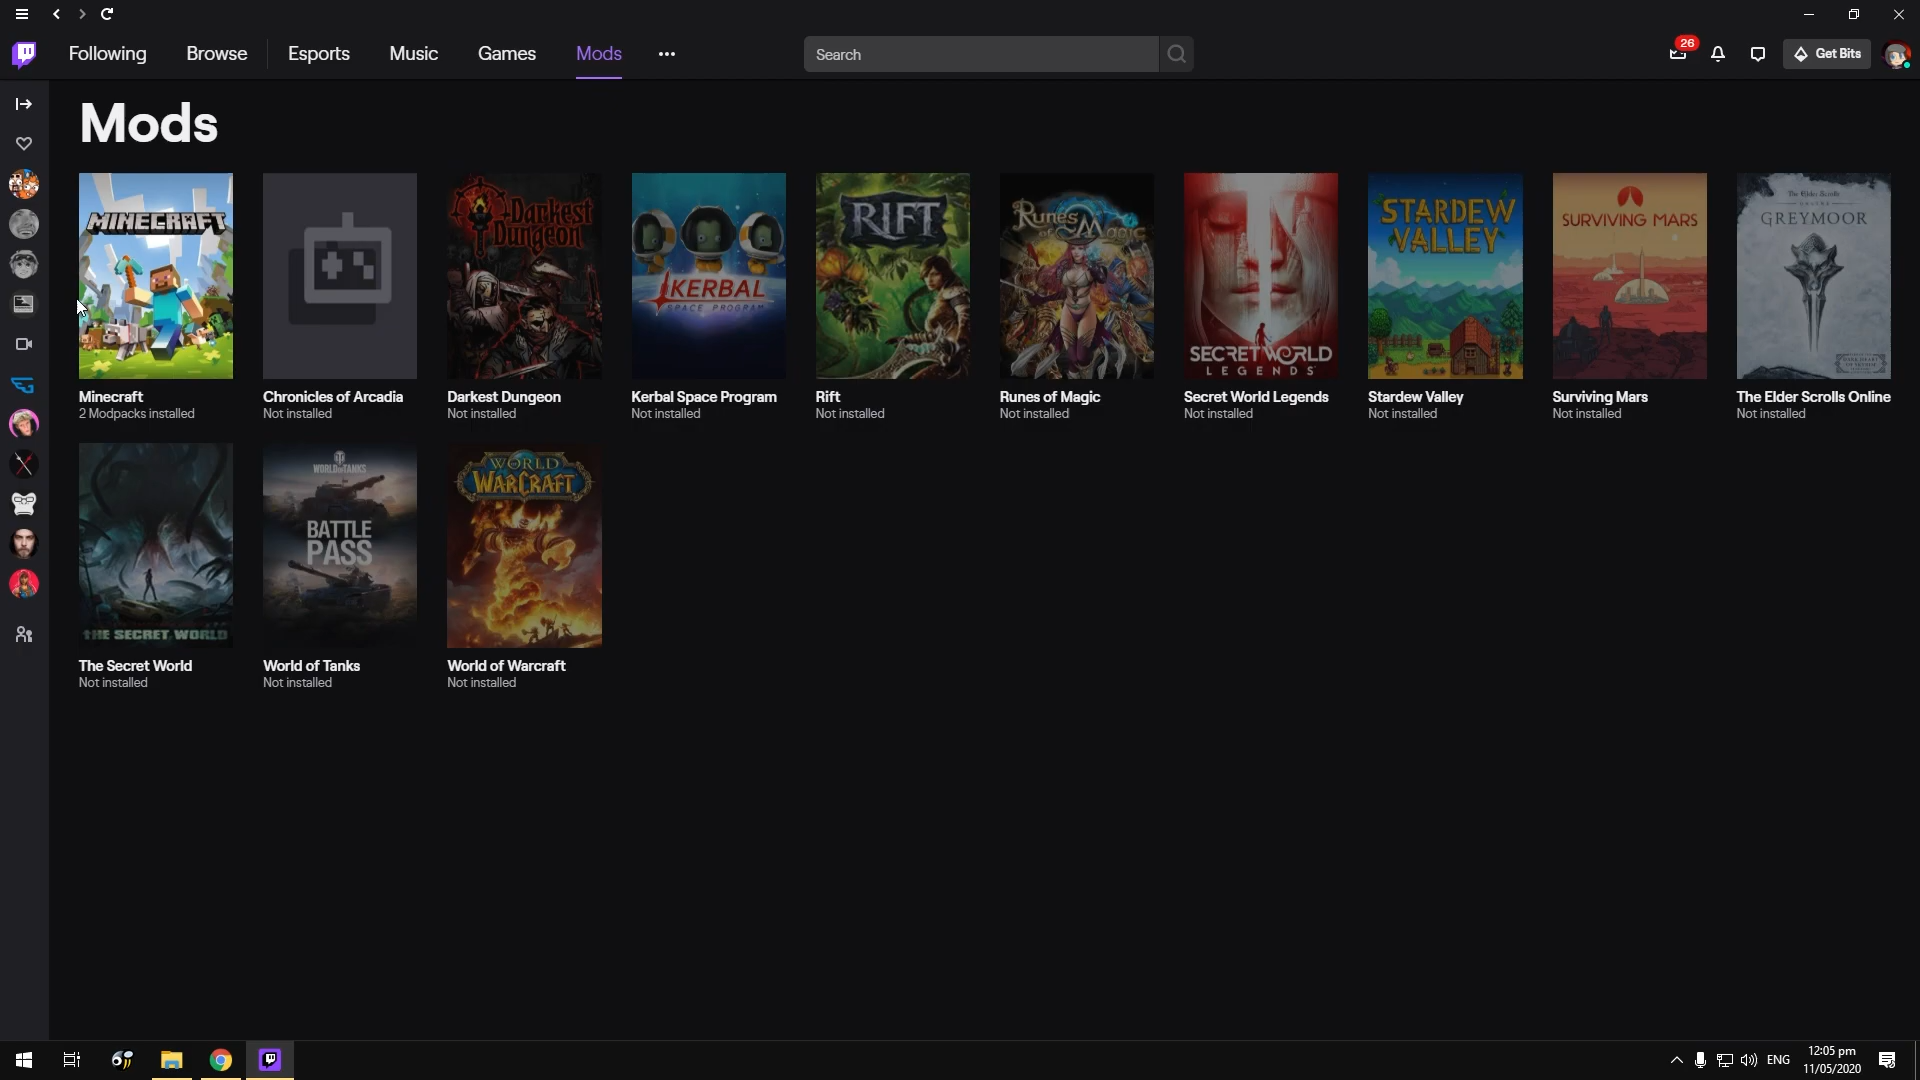 Following
Browse
Esports
Music
Games
Mods
Search
26
Get Bits
Mods
MINECRAFT
Darkest
Dungeon
KERBAL
SPACE PROGRAM
RIFT
Runes
of Magic
SECRET WORLD
LEGENDS
STARDEW
VALLEY
SURVIVING MARS
The Elder Scrolls
ONLINE
GREYMOOR
Minecraft
2 Modpacks installed
Chronicles of Arcadia
Not installed
Darkest Dungeon
Not installed
Kerbal Space Program
Not installed
Rift
Not installed
Runes of Magic
Not installed
Secret World Legends
Not installed
Stardew Valley
Not installed
Surviving Mars
Not installed
The Elder Scrolls Online
Not installed
THE SECRET WORLD
WORLD OF TANKS
BATTLE
PASS
WORLD
OF
WARCRAFT
The Secret World
Not installed
World of Tanks
Not installed
World of Warcraft
Not installed
ENG
12:05 pm
11/05/2020